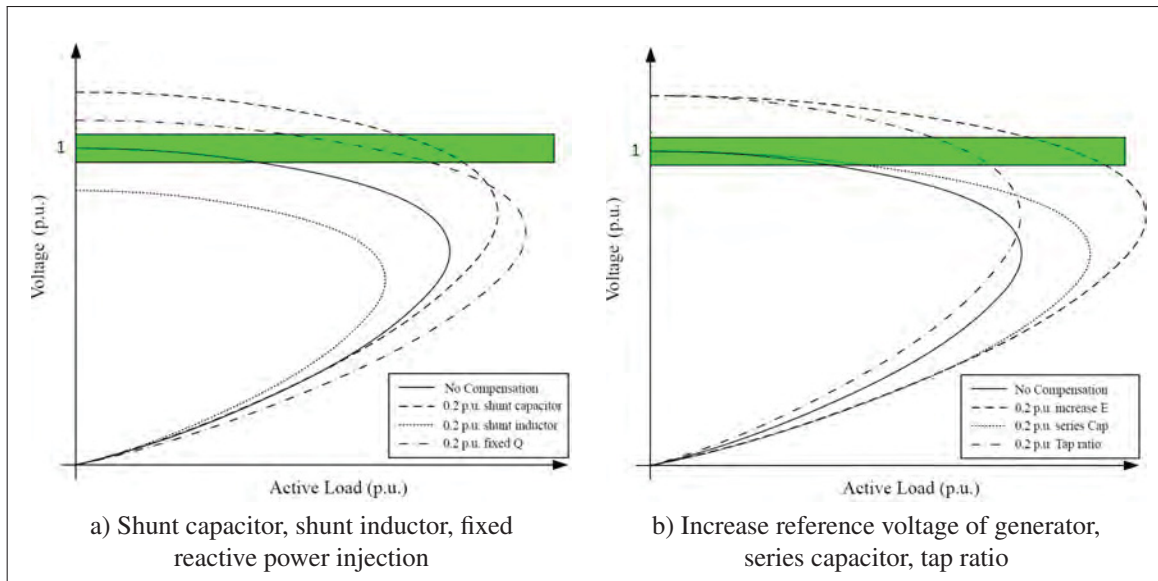 1
Voltage (p.u.)
No Compensation
0.2 p.u. shunt capacitor
0.2 p.u. shunt inductor
0.2 p.u. fixed Q
Active Load (p.u.)
a) Shunt capacitor, shunt inductor, fixed
reactive power injection
1
Voltage (p.u.)
No Compensation
0.2 p.u. increase E
0.2 p.u. series Cap
0.2 p.u. Tap ratio
Active Load (p.u.)
b) Increase reference voltage of generator,
series capacitor, tap ratio